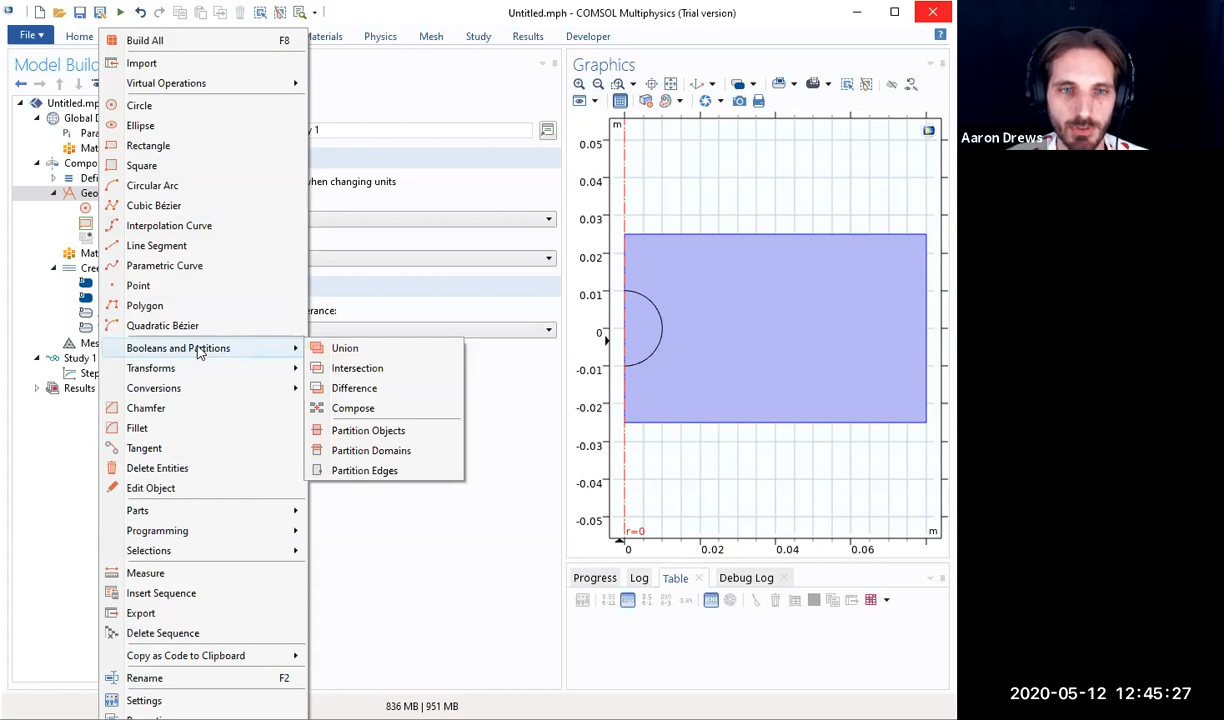 Untitled.mph - COMSOL Multiphysics (Trial version)
File
Home
aterials
Physics
Mesh
Study
Results
Developer
Model Build
Untitled.mp
Global D
Para
Mat
Compo
Defi
Geo
Mat
Cree
Mes
Study 1
Step
Results
Build All F8
Import
Virtual Operations
Circle
Ellipse
Rectangle
Square
Circular Arc
Cubic Bézier
Interpolation Curve
Line Segment
Parametric Curve
Point
Polygon
Quadratic Bézier
Booleans and Partitions
Transforms
Conversions
Chamfer
Fillet
Tangent
Delete Entities
Edit Object
Parts
Programming
Selections
Measure
Insert Sequence
Export
Delete Sequence
Copy as Code to Clipboard
Rename F2
Settings
Union
Intersection
Difference
Compose
Partition Objects
Partition Domains
Partition Edges
y 1
when changing units
erance:
Graphics
m
0.05
0.04
0.03
0.02
0.01
0
-0.01
-0.02
-0.03
-0.04
-0.05
r=0
m
0
0.02
0.04
0.06
Progress
Log
Table
Debug Log
836 MB | 951 MB
Aaron Drews
2020-05-12 12:45:27